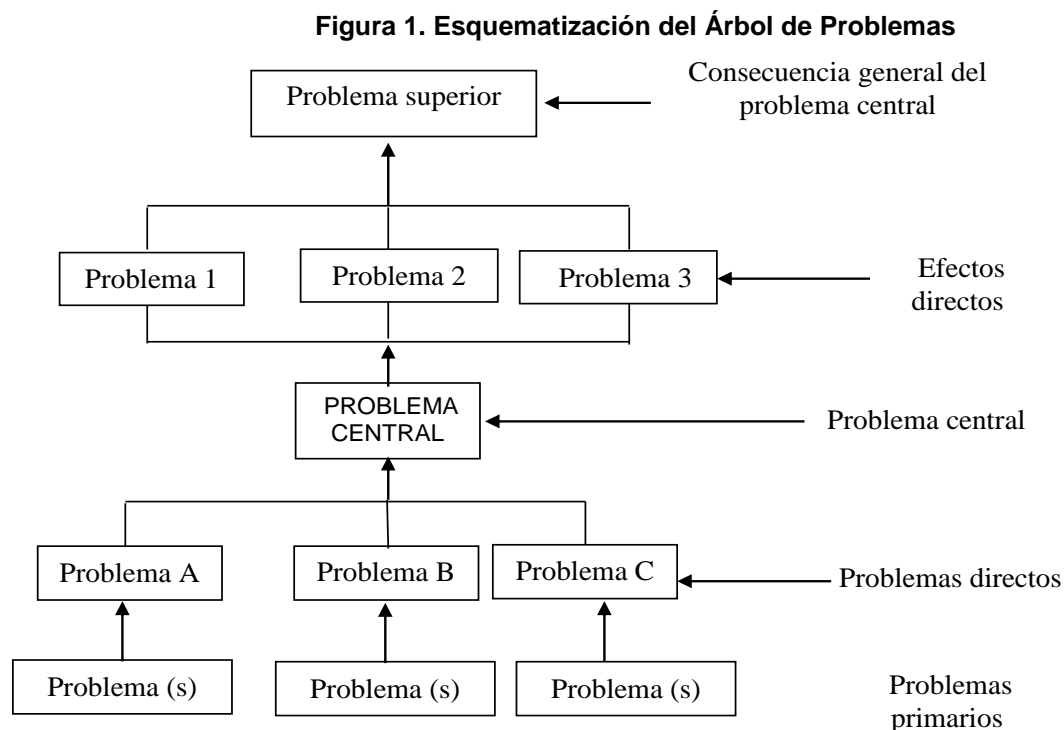 Figura 1. Esquematización del Árbol de Problemas
Problema superior
Consecuencia general del
problema central
Problema 1
Problema 2
Problema 3
Efectos
directos
PROBLEMA
CENTRAL
Problema central
Problema A
Problema B
Problema C
Problemas directos
Problema (s)
Problema (s)
Problema (s)
Problemas
primarios